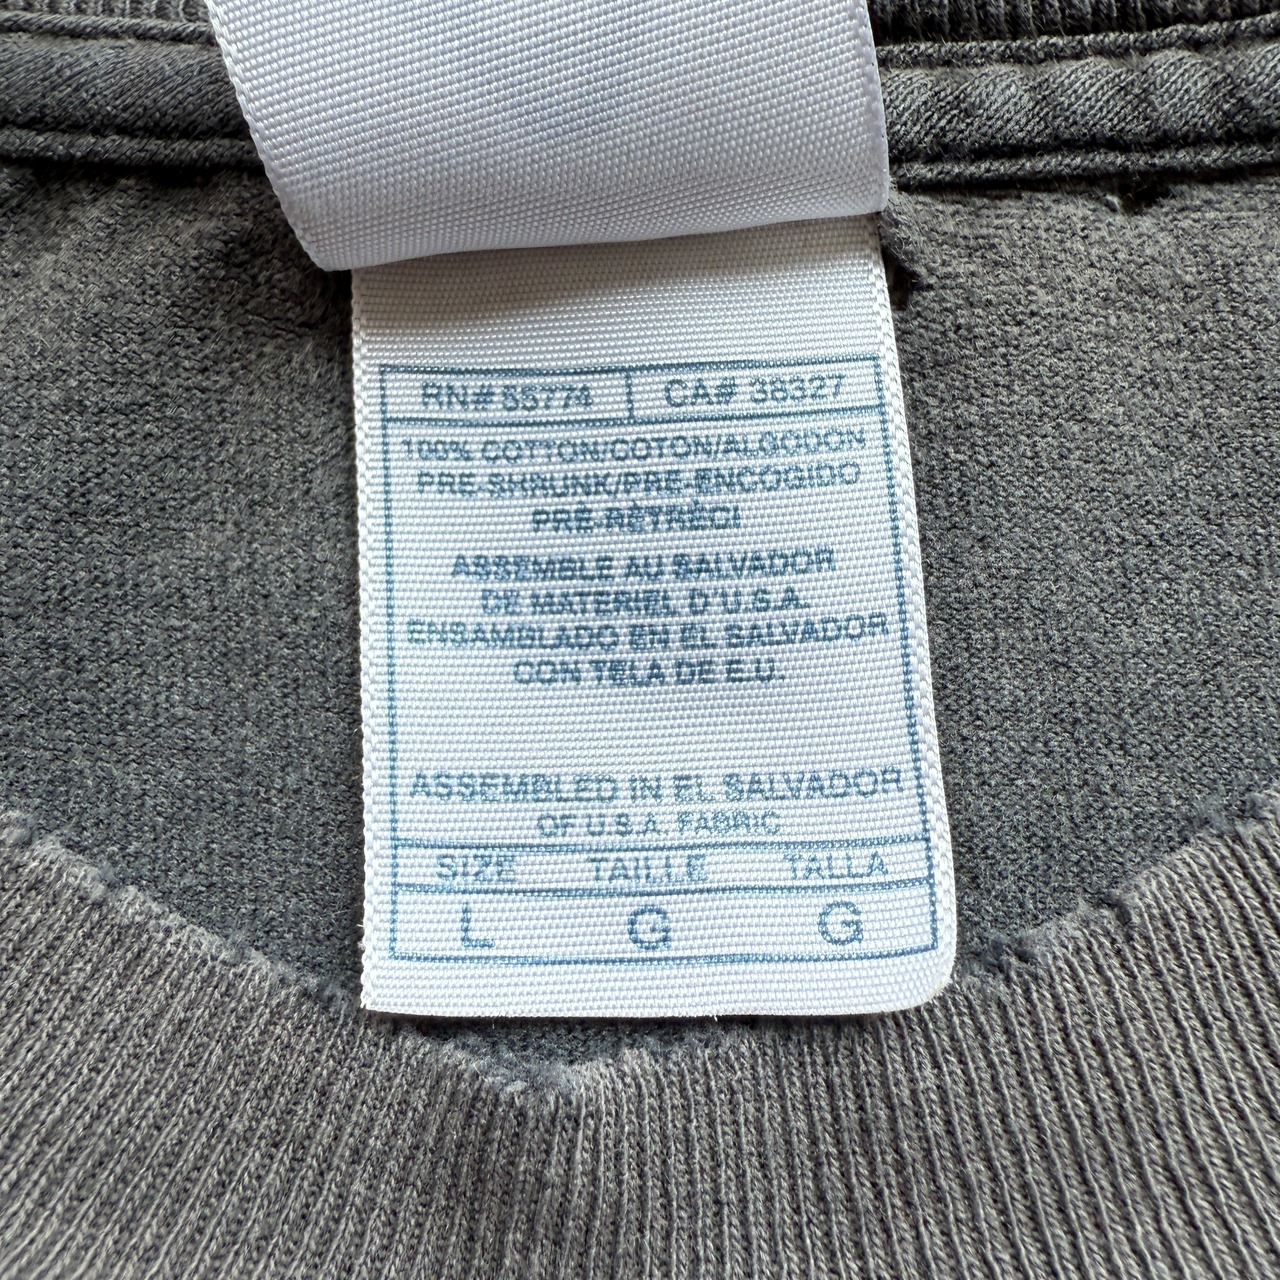 RN# 55774 CA# 38327
100% COTTON/COTON/ALGODON
PRE-SHRUNK/PRE-ENCOGIDO
PRÉ-RÉTRÉCI
ASSEMBLE AU SALVADOR
DE MATERIEL D'U.S.A.
ENSAMBLADO EN EL SALVADOR
CON TELA DE E.U.
ASSEMBLED IN EL SALVADOR
OF U.S.A. FABRIC
SIZE TAILLE TALLA
L G G